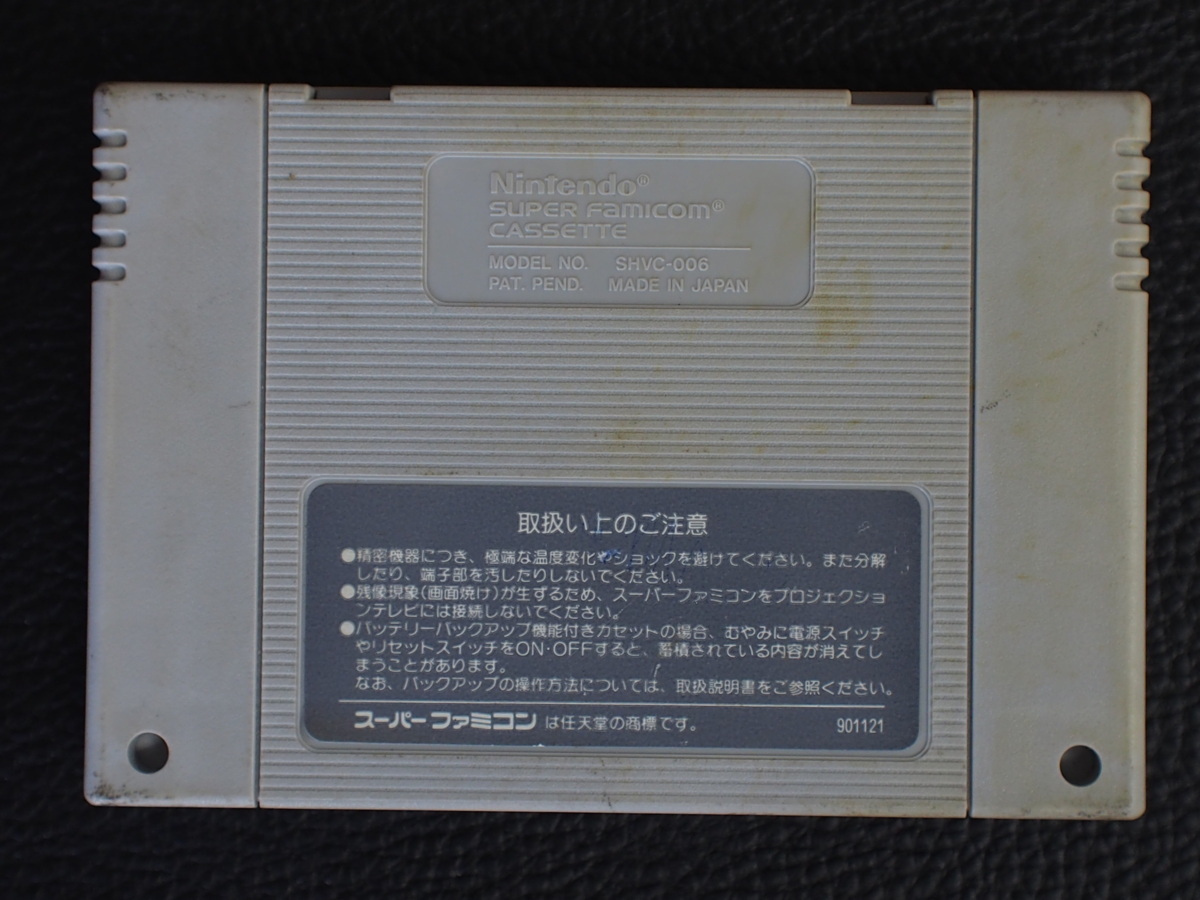 Nintendo®
SUPER FAMICOM®
CASSETTE
MODEL NO. SHVC-006
PAT. PEND. MADE IN JAPAN
取扱い上のご注意
●精密機器につき、極端な温度変化やショックを避けてください。また分解
したり、端子部を汚したりしないでください。
●残像現象(画面焼け)が生ずるため、スーパーファミコンをプロジェクショ
ンテレビには接続しないでください。
●バッテリーバックアップ機能付きカセットの場合、むやみに電源スイッチ
やリセットスイッチをON・OFFすると、蓄積されている内容が消えてし
まうことがあります。
なお、バックアップの操作方法については、取扱説明書をご参照ください。
スーパーファミコン は任天堂の商標です。 901121